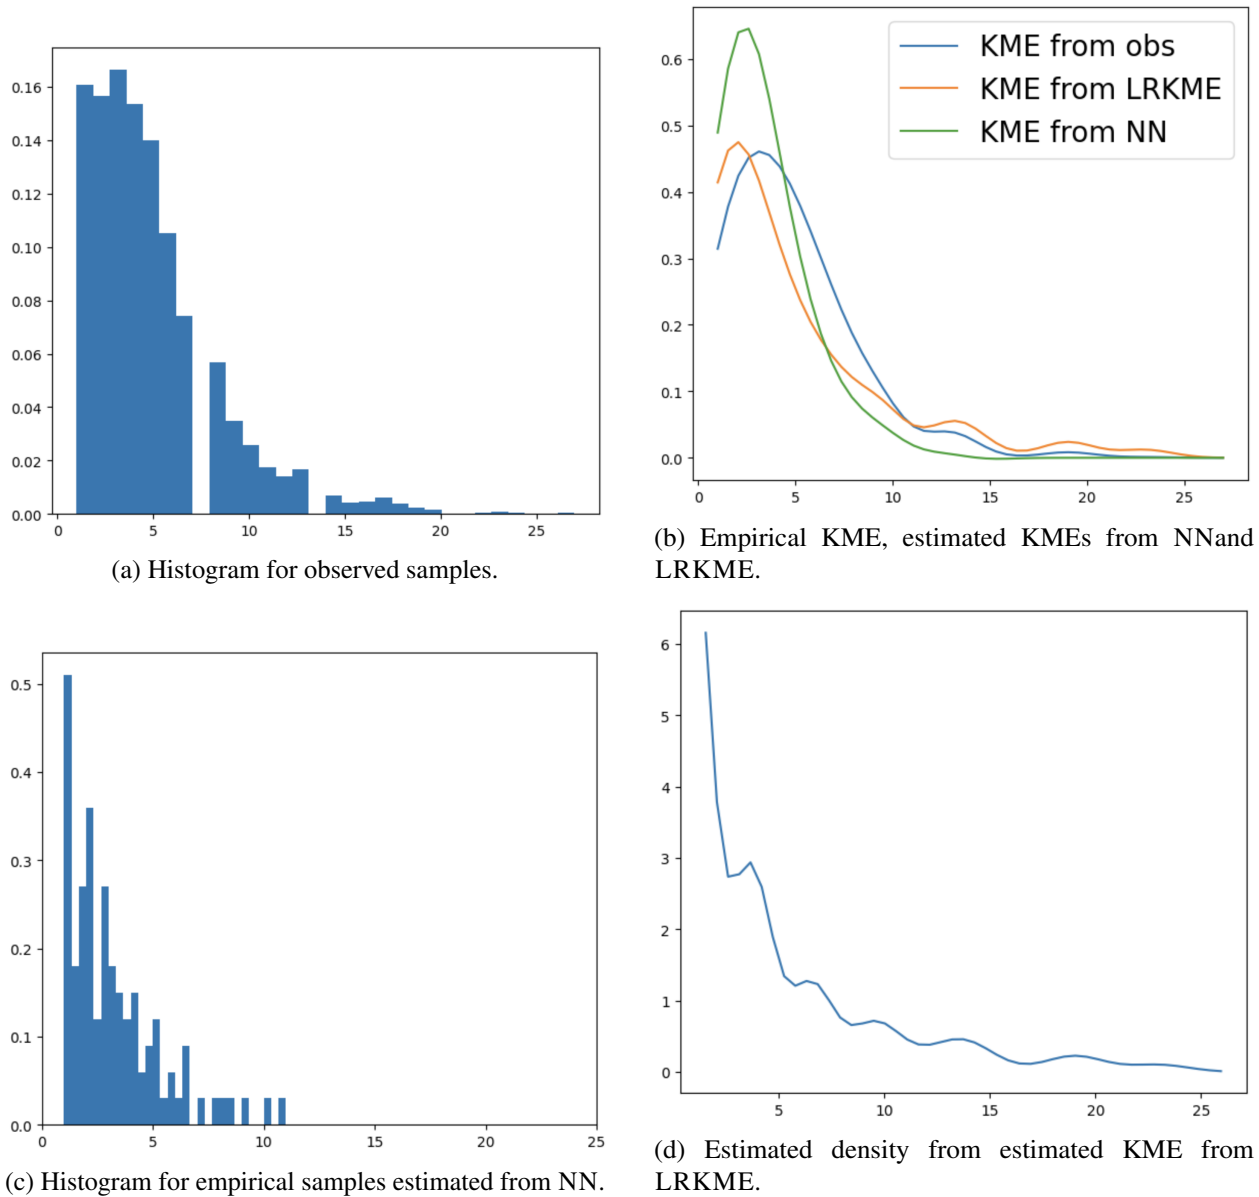 0.16
0.14
0.12
0.10
0.08
0.06
0.04
0.02
0.00
0 5 10 15 20 25
(a) Histogram for observed samples.
KME from obs
KME from LRKME
KME from NN
0.6
0.5
0.4
0.3
0.2
0.1
0.0
0 5 10 15 20 25
(b) Empirical KME, estimated KMEs from NNand
LRKME.
0.5
0.4
0.3
0.2
0.1
0.0
0 5 10 15 20 25
(c) Histogram for empirical samples estimated from NN.
6
5
4
3
2
1
0
5 10 15 20 25
(d) Estimated density from estimated KME from
LRKME.